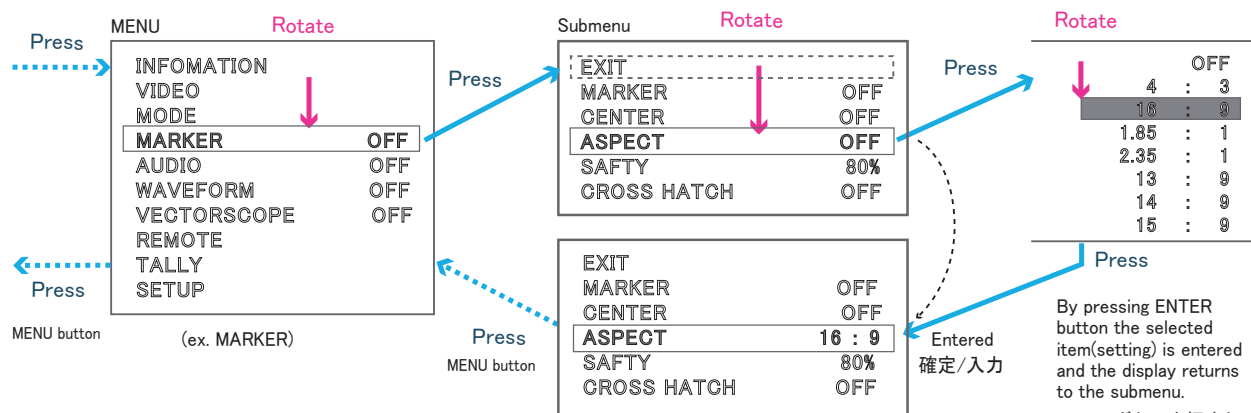 MENU
Rotate
Press
INFOMATION
VIDEO
MODE
MARKER OFF
AUDIO OFF
WAVEFORM OFF
VECTORSCOPE OFF
REMOTE
TALLY
SETUP
Press
MENU button
(ex. MARKER)
Press
Submenu
Rotate
EXIT
MARKER OFF
CENTER OFF
ASPECT OFF
SAFTY 80%
CROSS HATCH OFF
Press
Rotate
OFF
4 : 3
16 : 9
1.85 : 1
2.35 : 1
13 : 9
14 : 9
15 : 9
Press
EXIT
MARKER OFF
CENTER OFF
ASPECT 16 : 9
SAFTY 80%
CROSS HATCH OFF
Press
MENU button
Entered
確定/入力
By pressing ENTER
button the selected
item(setting) is entered
and the display returns
to the submenu.